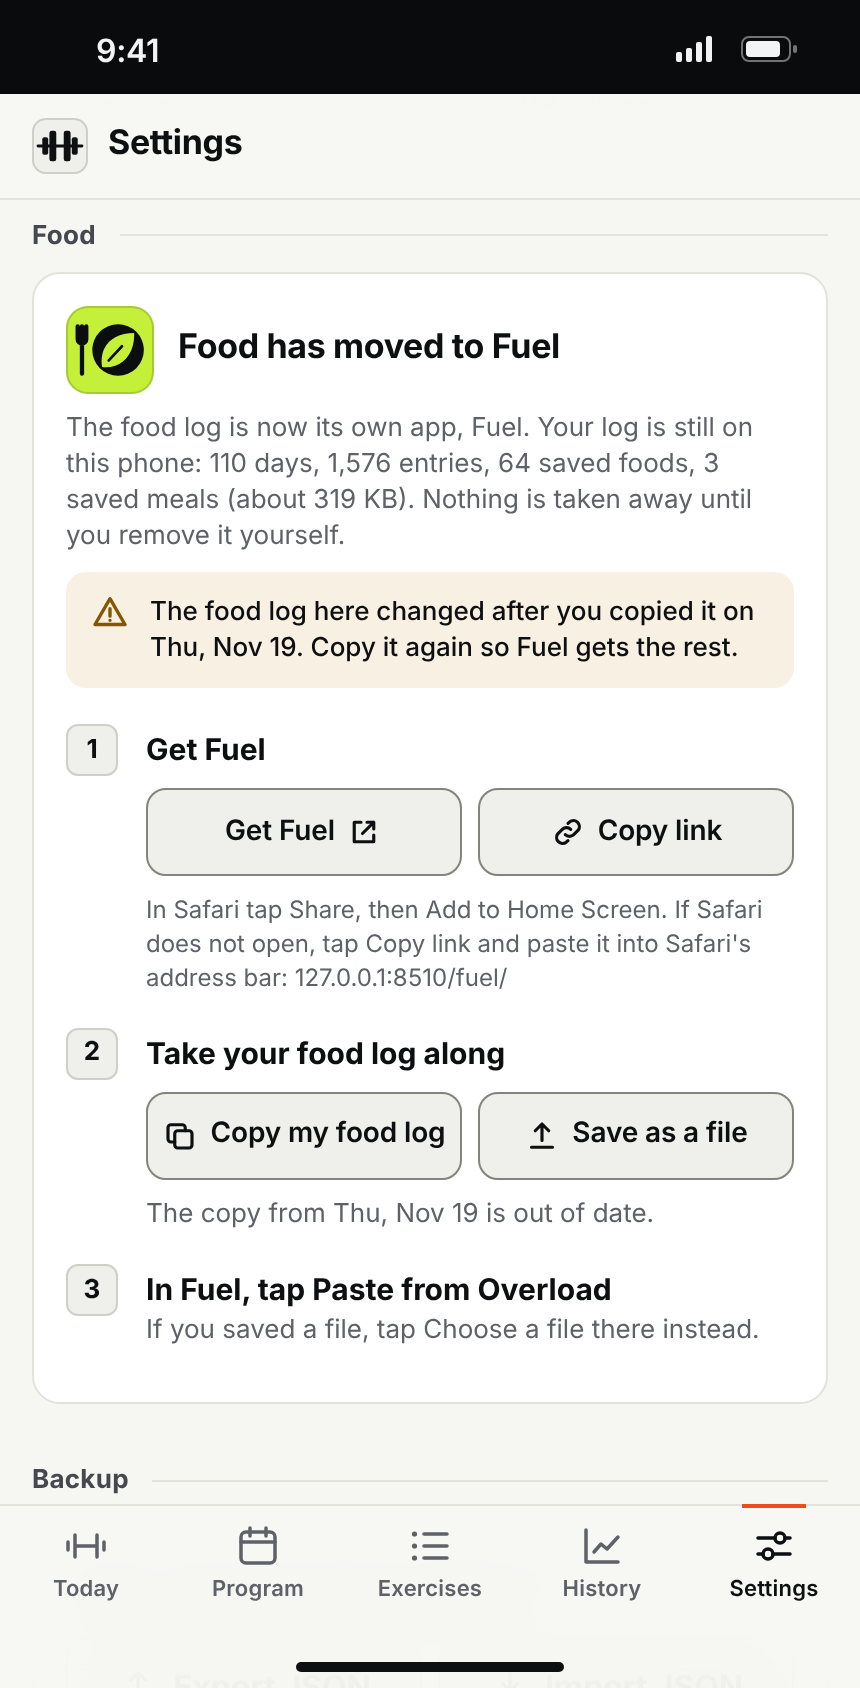 9:41
Settings
Food
Food has moved to Fuel
The food log is now its own app, Fuel. Your log is still on
this phone: 110 days, 1,576 entries, 64 saved foods, 3
saved meals (about 319 KB). Nothing is taken away until
you remove it yourself.
The food log here changed after you copied it on
Thu, Nov 19. Copy it again so Fuel gets the rest.
1 Get Fuel
Get Fuel Copy link
In Safari tap Share, then Add to Home Screen. If Safari
does not open, tap Copy link and paste it into Safari's
address bar: 127.0.0.1:8510/fuel/
2 Take your food log along
Copy my food log Save as a file
The copy from Thu, Nov 19 is out of date.
3 In Fuel, tap Paste from Overload
If you saved a file, tap Choose a file there instead.
Backup
Today Program Exercises History Settings
Export JSON Import JSON